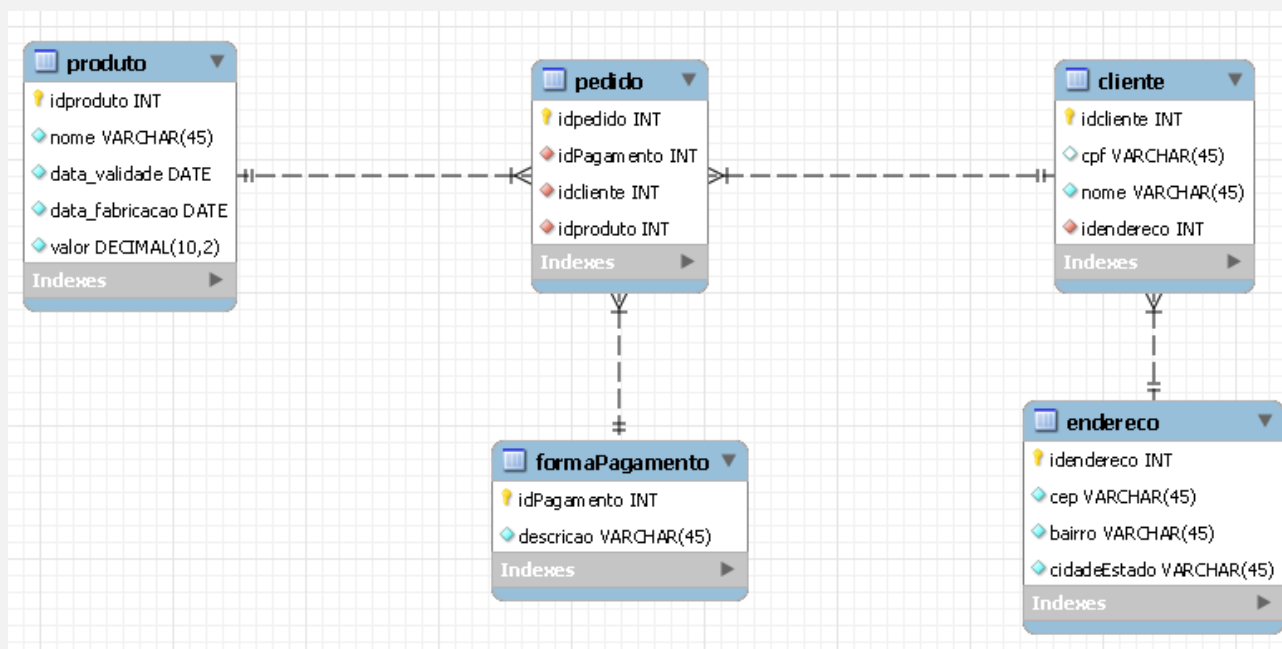 produto
idproduto INT
nome VARCHAR(45)
data_validade DATE
data_fabricacao DATE
valor DECIMAL(10,2)
Indexes
pedido
idpedido INT
idPagamento INT
idcliente INT
idproduto INT
Indexes
cliente
idcliente INT
cpf VARCHAR(45)
nome VARCHAR(45)
idendereco INT
Indexes
formaPagamento
idPagamento INT
descricao VARCHAR(45)
Indexes
endereco
idendereco INT
cep VARCHAR(45)
bairro VARCHAR(45)
cidadeEstado VARCHAR(45)
Indexes